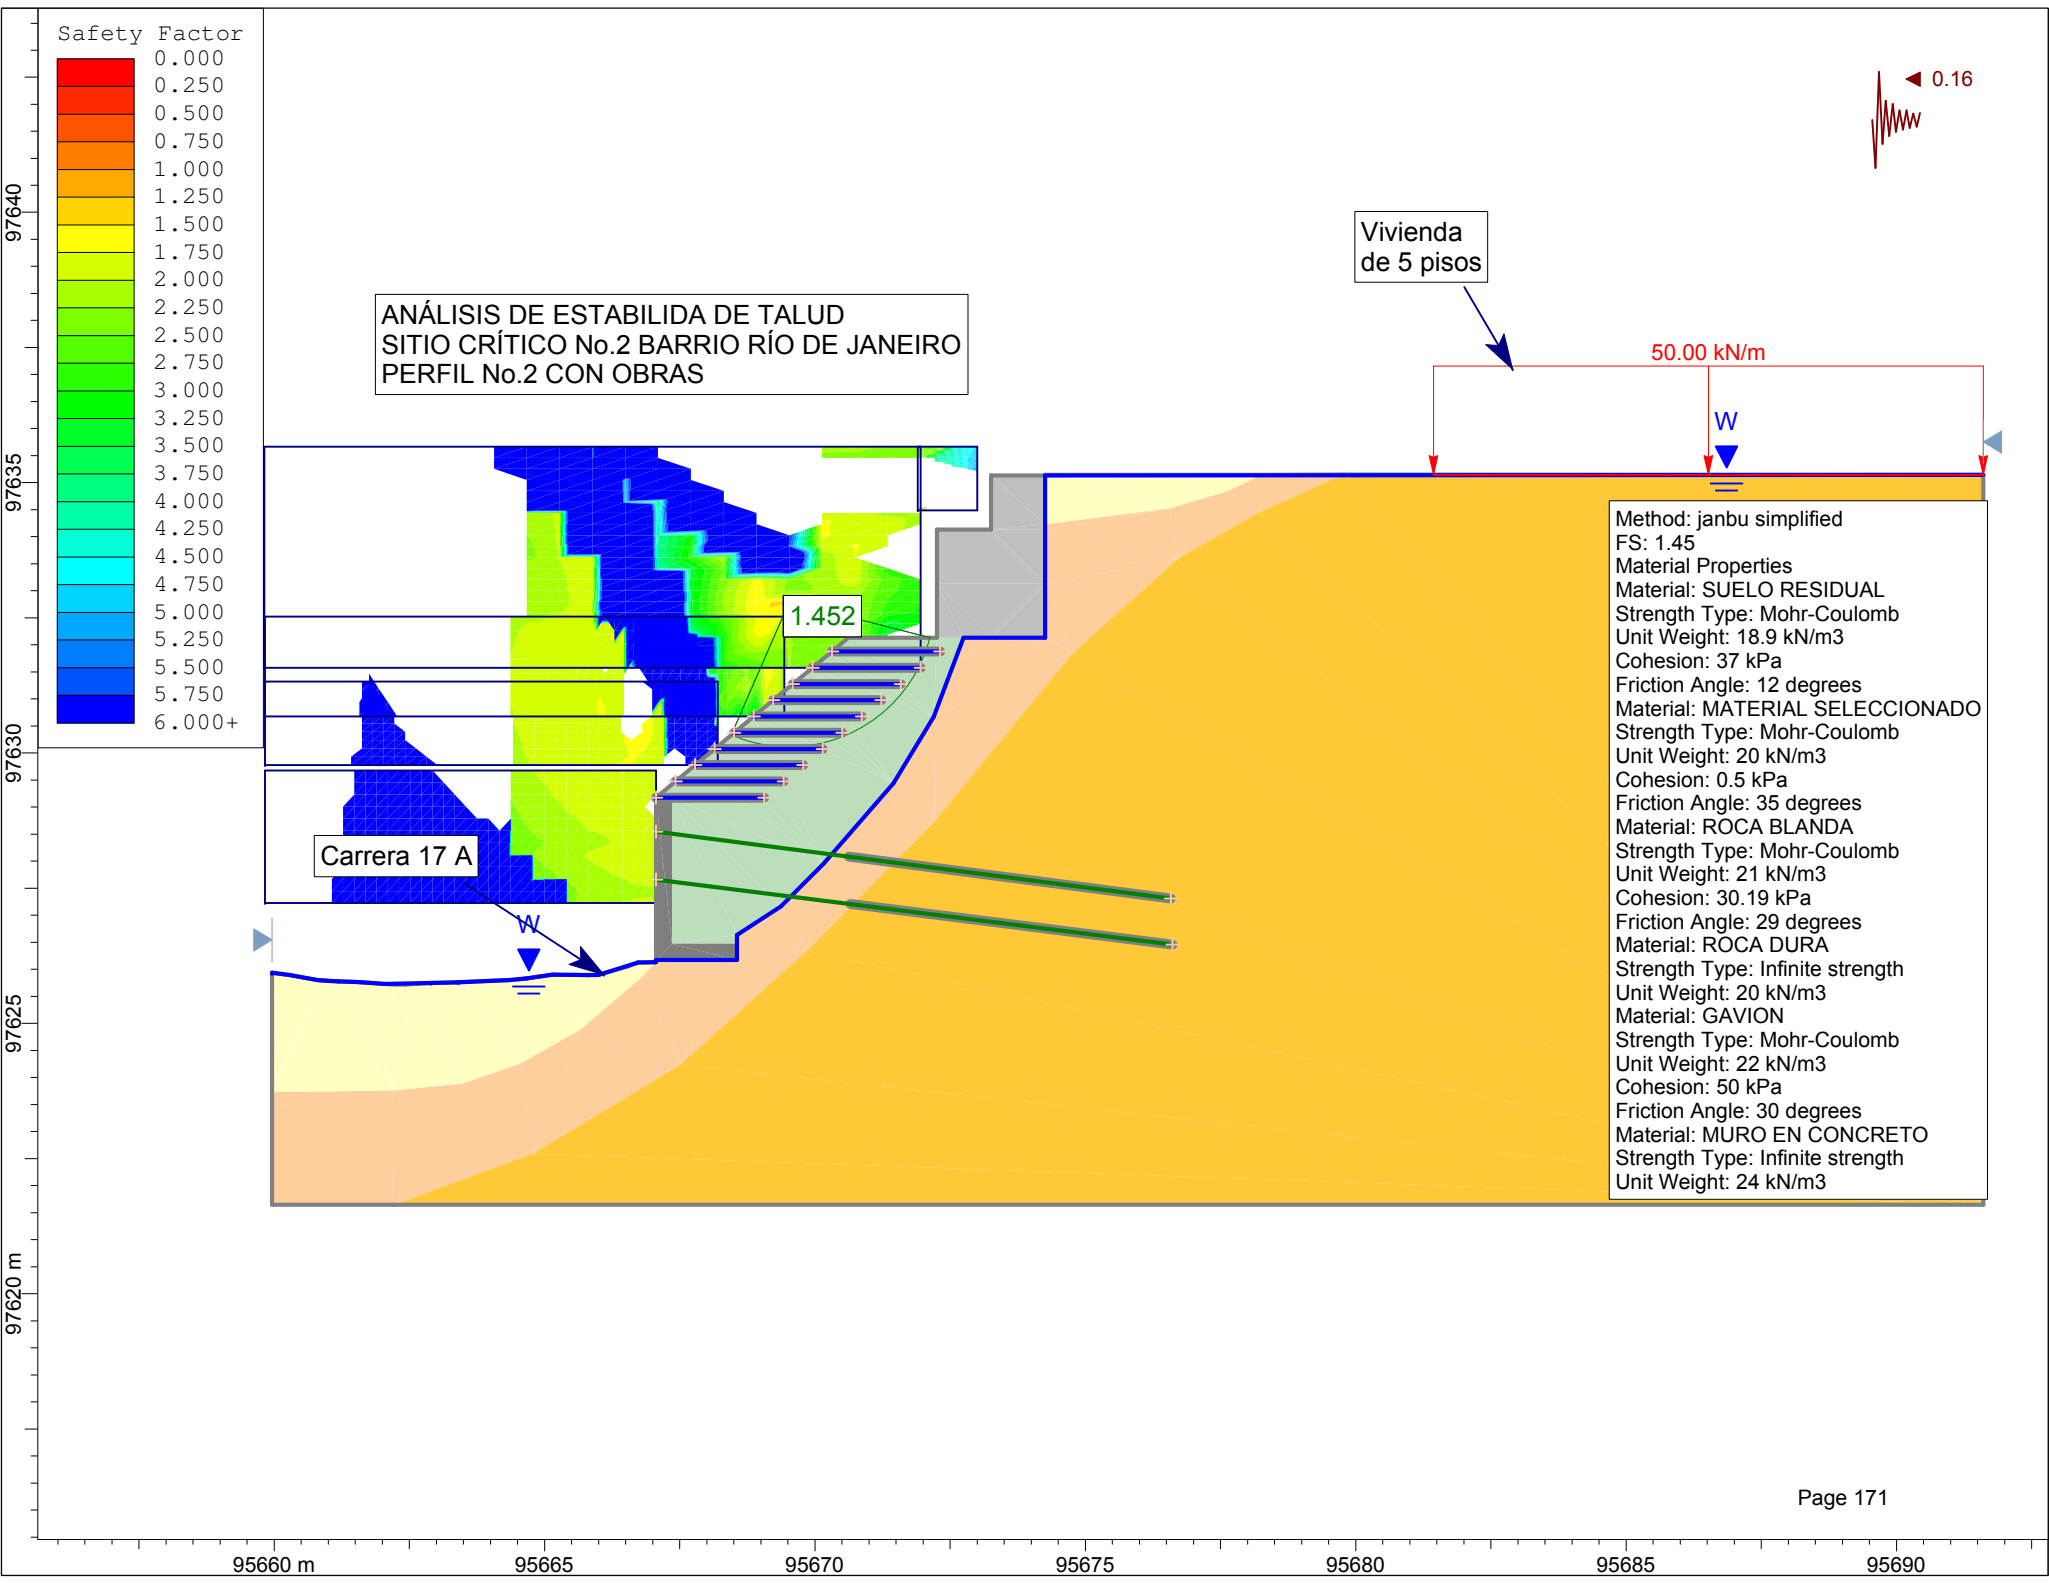 Safety Factor
0.000
0.250
0.500
0.750
1.000
1.250
1.500
1.750
2.000
2.250
2.500
2.750
3.000
3.250
3.500
3.750
4.000
4.250
4.500
4.750
5.000
5.250
5.500
5.750
6.000+
0.16
Vivienda
de 5 pisos
ANÁLISIS DE ESTABILIDA DE TALUD
SITIO CRÍTICO No.2 BARRIO RÍO DE JANEIRO
PERFIL No.2 CON OBRAS
50.00 kN/m
W
1.452
Carrera 17 A
W
Method: janbu simplified
FS: 1.45
Material Properties
Material: SUELO RESIDUAL
Strength Type: Mohr-Coulomb
Unit Weight: 18.9 kN/m3
Cohesion: 37 kPa
Friction Angle: 12 degrees
Material: MATERIAL SELECCIONADO
Strength Type: Mohr-Coulomb
Unit Weight: 20 kN/m3
Cohesion: 0.5 kPa
Friction Angle: 35 degrees
Material: ROCA BLANDA
Strength Type: Mohr-Coulomb
Unit Weight: 21 kN/m3
Cohesion: 30.19 kPa
Friction Angle: 29 degrees
Material: ROCA DURA
Strength Type: Infinite strength
Unit Weight: 20 kN/m3
Material: GAVION
Strength Type: Mohr-Coulomb
Unit Weight: 22 kN/m3
Cohesion: 50 kPa
Friction Angle: 30 degrees
Material: MURO EN CONCRETO
Strength Type: Infinite strength
Unit Weight: 24 kN/m3
97640
97635
97630
97625
97620 m
Page 171
95660 m
95665
95670
95675
95680
95685
95690